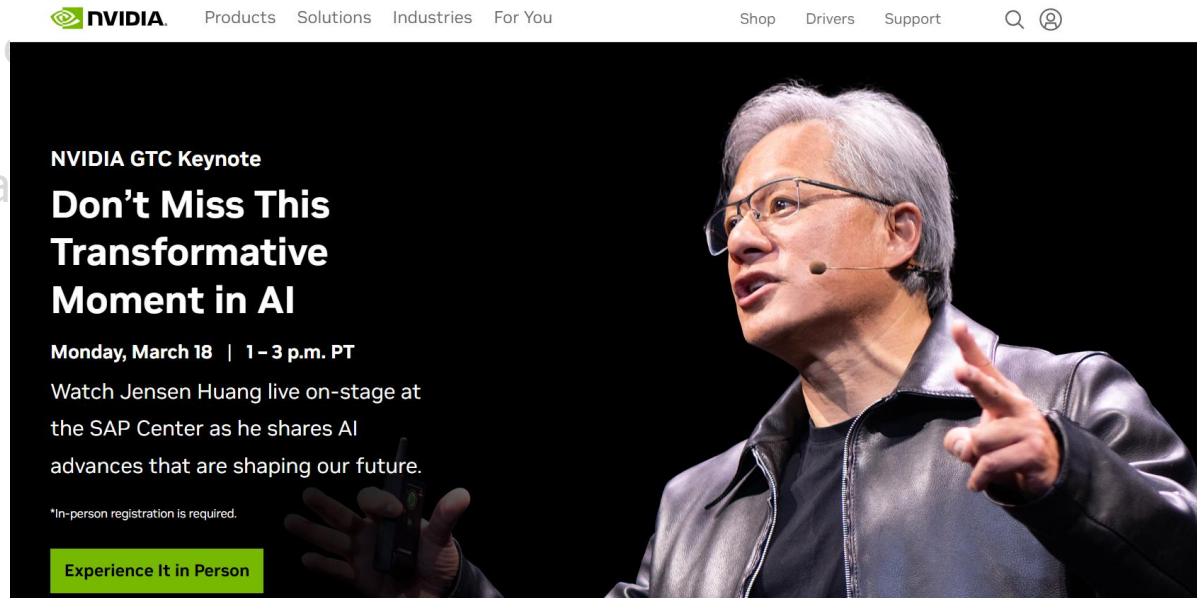 NVIDIA.
Products Solutions Industries For You
Shop Drivers Support
NVIDIA GTC Keynote
Don’t Miss This
Transformative
Moment in AI
Monday, March 18 | 1 – 3 p.m. PT
Watch Jensen Huang live on-stage at
the SAP Center as he shares AI
advances that are shaping our future.
*In-person registration is required.
Experience It in Person